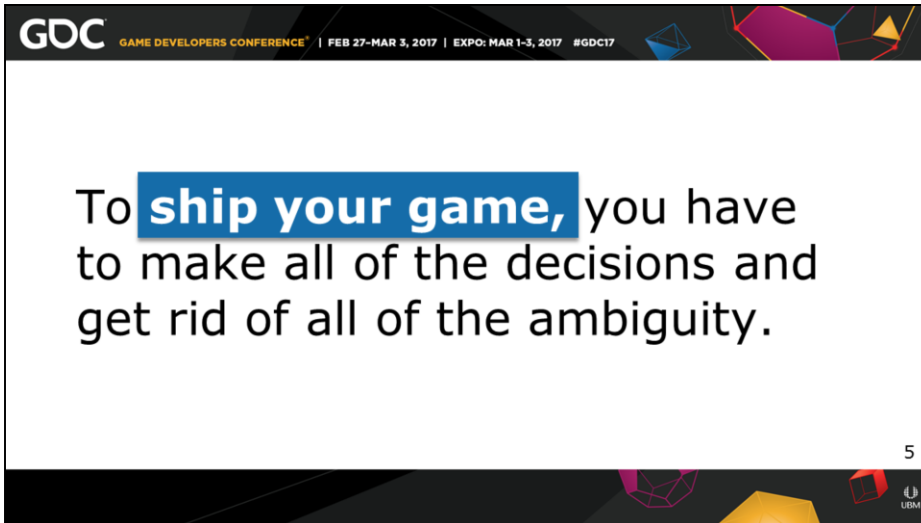 GDC GAME DEVELOPERS CONFERENCE® | FEB 27–MAR 3, 2017 | EXPO: MAR 1–3, 2017 #GDC17
To ship your game, you have
to make all of the decisions and
get rid of all of the ambiguity.
5
UBM